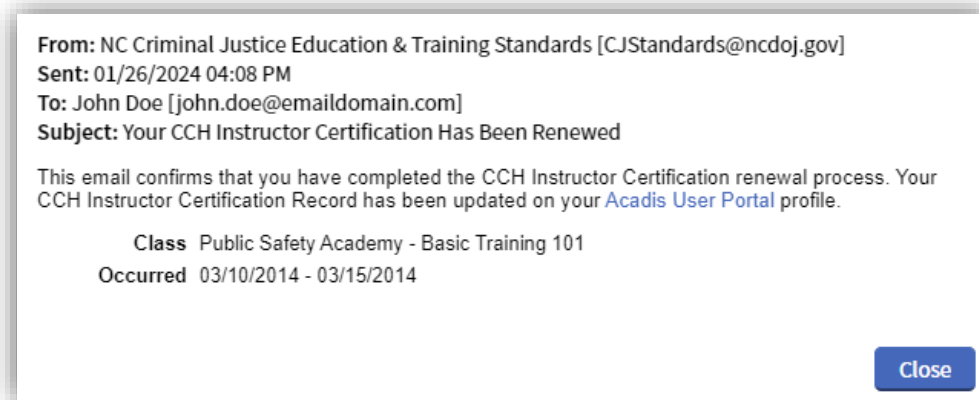 From: NC Criminal Justice Education & Training Standards [CJStandards@ncdoj.gov]
Sent: 01/26/2024 04:08 PM
To: John Doe [john.doe@emaildomain.com]
Subject: Your CCH Instructor Certification Has Been Renewed
This email confirms that you have completed the CCH Instructor Certification renewal process. Your
CCH Instructor Certification Record has been updated on your Acadis User Portal profile.
Class Public Safety Academy - Basic Training 101
Occurred 03/10/2014 - 03/15/2014
Close